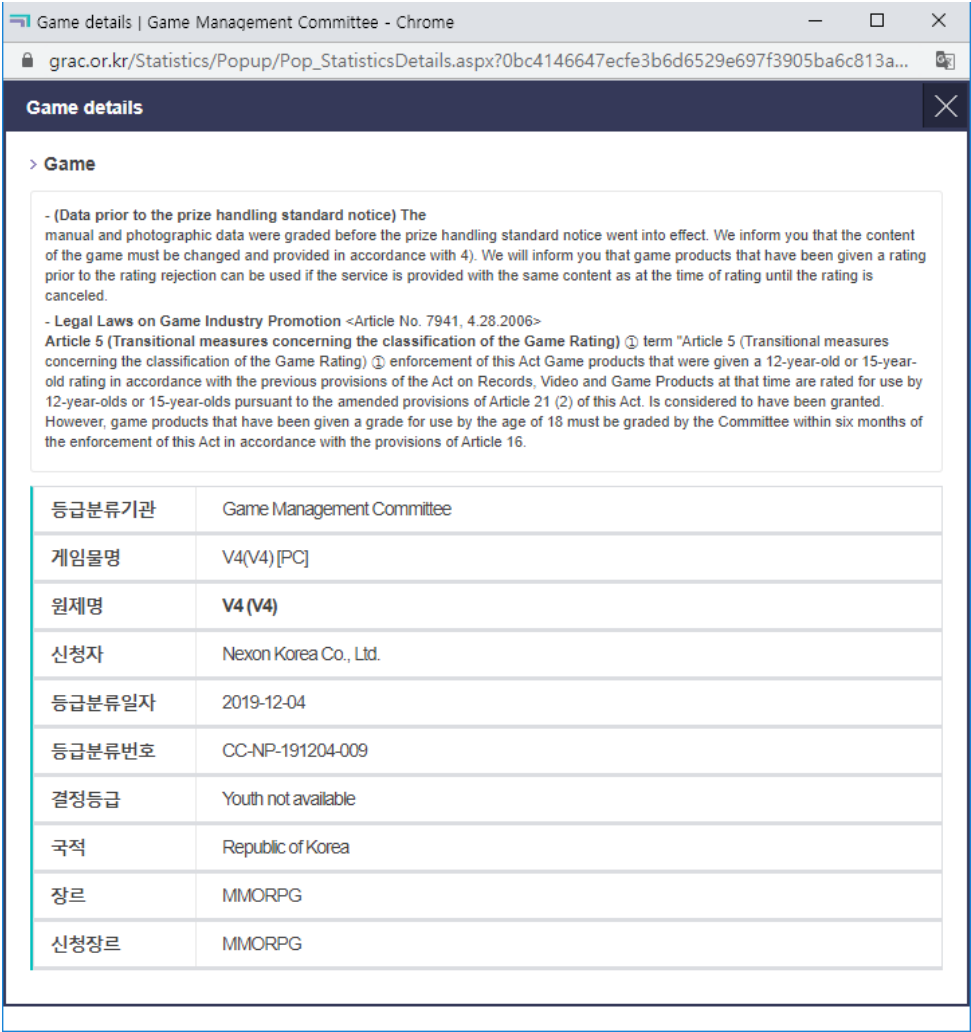 Game details | Game Management Committee - Chrome
grac.or.kr/Statistics/Popup/Pop_StatisticsDetails.aspx?0bc4146647ecfe3b6d6529e697f3905ba6c813a...
Game details
> Game
- (Data prior to the prize handling standard notice) The
manual and photographic data were graded before the prize handling standard notice went into effect. We inform you that the content
of the game must be changed and provided in accordance with 4). We will inform you that game products that have been given a rating
prior to the rating rejection can be used if the service is provided with the same content as at the time of rating until the rating is
canceled.
- Legal Laws on Game Industry Promotion <Article No. 7941, 4.28.2006>
Article 5 (Transitional measures concerning the classification of the Game Rating) ① term "Article 5 (Transitional measures
concerning the classification of the Game Rating) ① enforcement of this Act Game products that were given a 12-year-old or 15-year-
old rating in accordance with the previous provisions of the Act on Records, Video and Game Products at that time are rated for use by
12-year-olds or 15-year-olds pursuant to the amended provisions of Article 21 (2) of this Act. Is considered to have been granted.
However, game products that have been given a grade for use by the age of 18 must be graded by the Committee within six months of
the enforcement of this Act in accordance with the provisions of Article 16.
등급분류기관 Game Management Committee
게임물명 V4(V4) [PC]
원제명 V4 (V4)
신청자 Nexon Korea Co., Ltd.
등급분류일자 2019-12-04
등급분류번호 CC-NP-191204-009
결정등급 Youth not available
국적 Republic of Korea
장르 MMORPG
신청장르 MMORPG